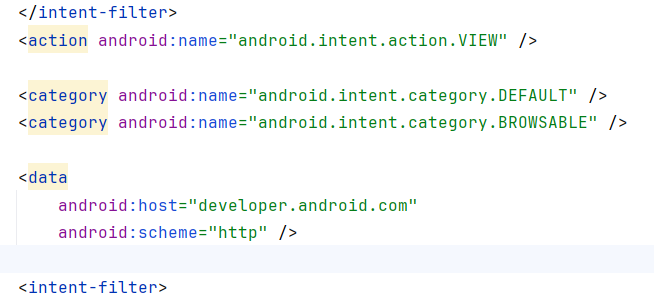 </intent-filter>
<action android:name="android.intent.action.VIEW" />
<category android:name="android.intent.category.DEFAULT" />
<category android:name="android.intent.category.BROWSABLE" />
<data
android:host="developer.android.com"
android:scheme="http" />
<intent-filter>